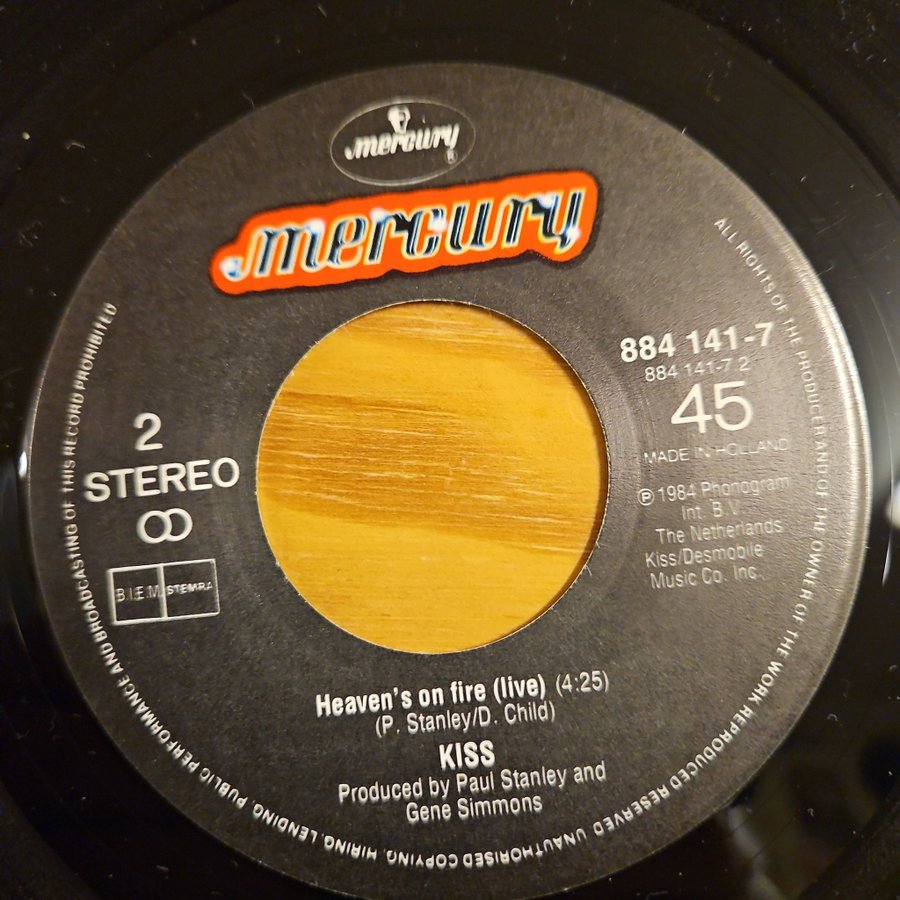 mercury ®
mercury
884 141-7
884 141-7 2
45
MADE IN HOLLAND
℗ 1984 Phonogram
Int. B.V.
The Netherlands
Kiss/Desmobile
Music Co. Inc.
2
STEREO
B.I.E.M. STEMRA
Heaven's on fire (live) (4:25)
(P. Stanley/D. Child)
KISS
Produced by Paul Stanley and
Gene Simmons
ALL RIGHTS OF THE PRODUCER AND OF THE OWNER OF THE WORK REPRODUCED RESERVED UNAUTHORISED COPYING, HIRING, LENDING, PUBLIC PERFORMANCE AND BROADCASTING OF THIS RECORD PROHIBITED